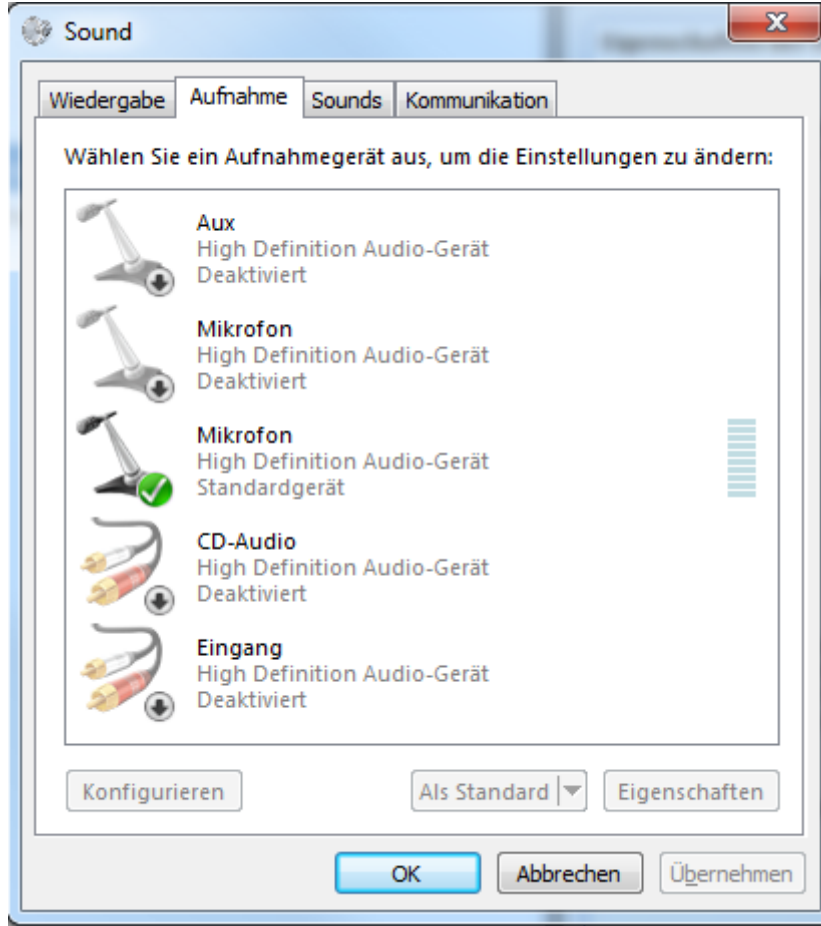 Sound
Wiedergabe Aufnahme Sounds Kommunikation
Wählen Sie ein Aufnahmegerät aus, um die Einstellungen zu ändern:
Aux
High Definition Audio-Gerät
Deaktiviert
Mikrofon
High Definition Audio-Gerät
Deaktiviert
Mikrofon
High Definition Audio-Gerät
Standardgerät
CD-Audio
High Definition Audio-Gerät
Deaktiviert
Eingang
High Definition Audio-Gerät
Deaktiviert
Konfigurieren Als Standard Eigenschaften
OK Abbrechen Übernehmen